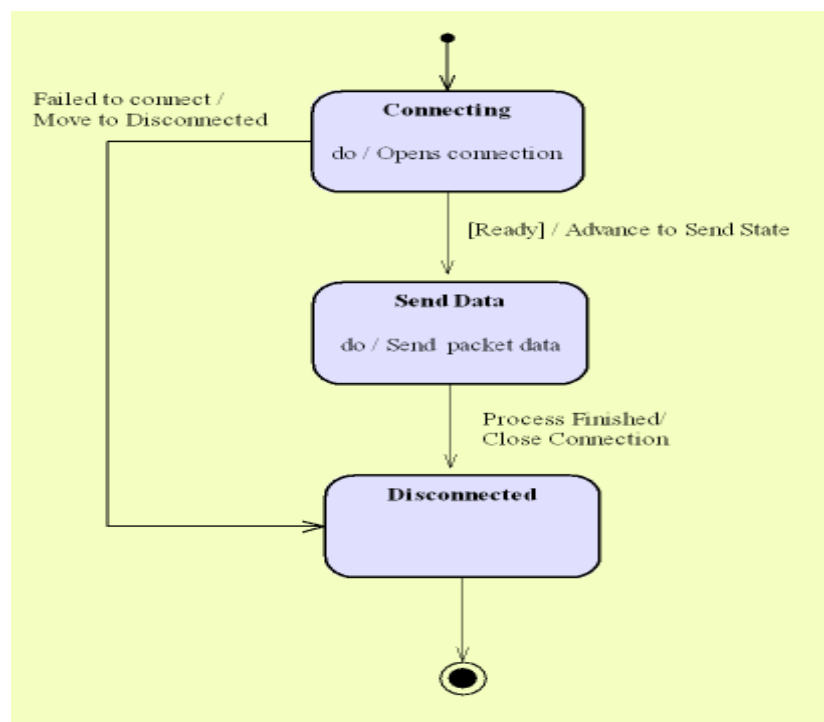 Failed to connect /
Move to Disconnected
Connecting
do / Opens connection
[Ready] / Advance to Send State
Send Data
do / Send packet data
Process Finished/
Close Connection
Disconnected